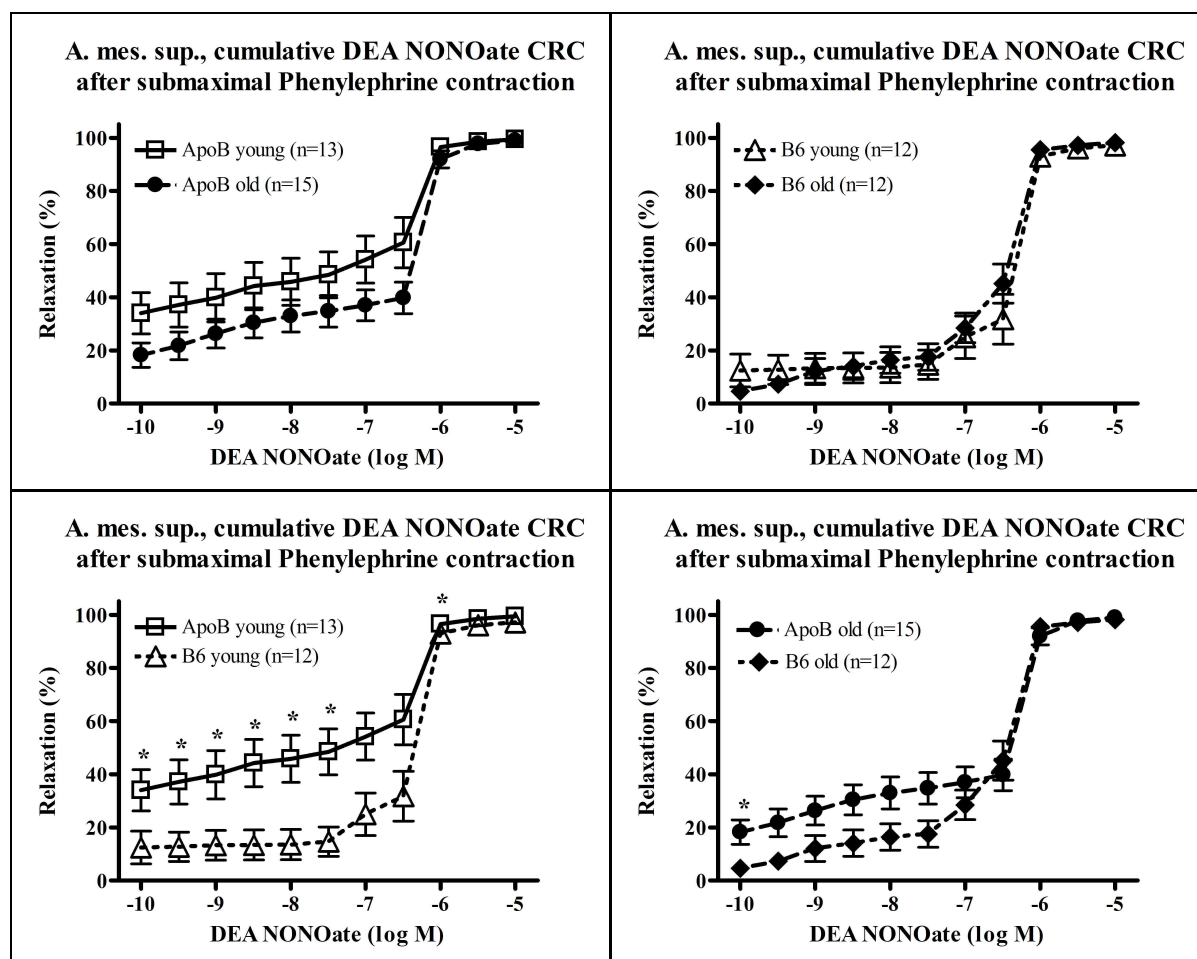 A. mes. sup., cumulative DEA NONOate CRC
after submaximal Phenylephrine contraction
ApoB young (n=13)
ApoB old (n=15)
Relaxation (%)
100
80
60
40
20
0
-10 -9 -8 -7 -6 -5
DEA NONOate (log M)
A. mes. sup., cumulative DEA NONOate CRC
after submaximal Phenylephrine contraction
B6 young (n=12)
B6 old (n=12)
Relaxation (%)
100
80
60
40
20
0
-10 -9 -8 -7 -6 -5
DEA NONOate (log M)
A. mes. sup., cumulative DEA NONOate CRC
after submaximal Phenylephrine contraction
ApoB young (n=13)
B6 young (n=12)
Relaxation (%)
100
80
60
40
20
0
* * * * * * *
-10 -9 -8 -7 -6 -5
DEA NONOate (log M)
A. mes. sup., cumulative DEA NONOate CRC
after submaximal Phenylephrine contraction
ApoB old (n=15)
B6 old (n=12)
Relaxation (%)
100
80
60
40
20
0
*
-10 -9 -8 -7 -6 -5
DEA NONOate (log M)